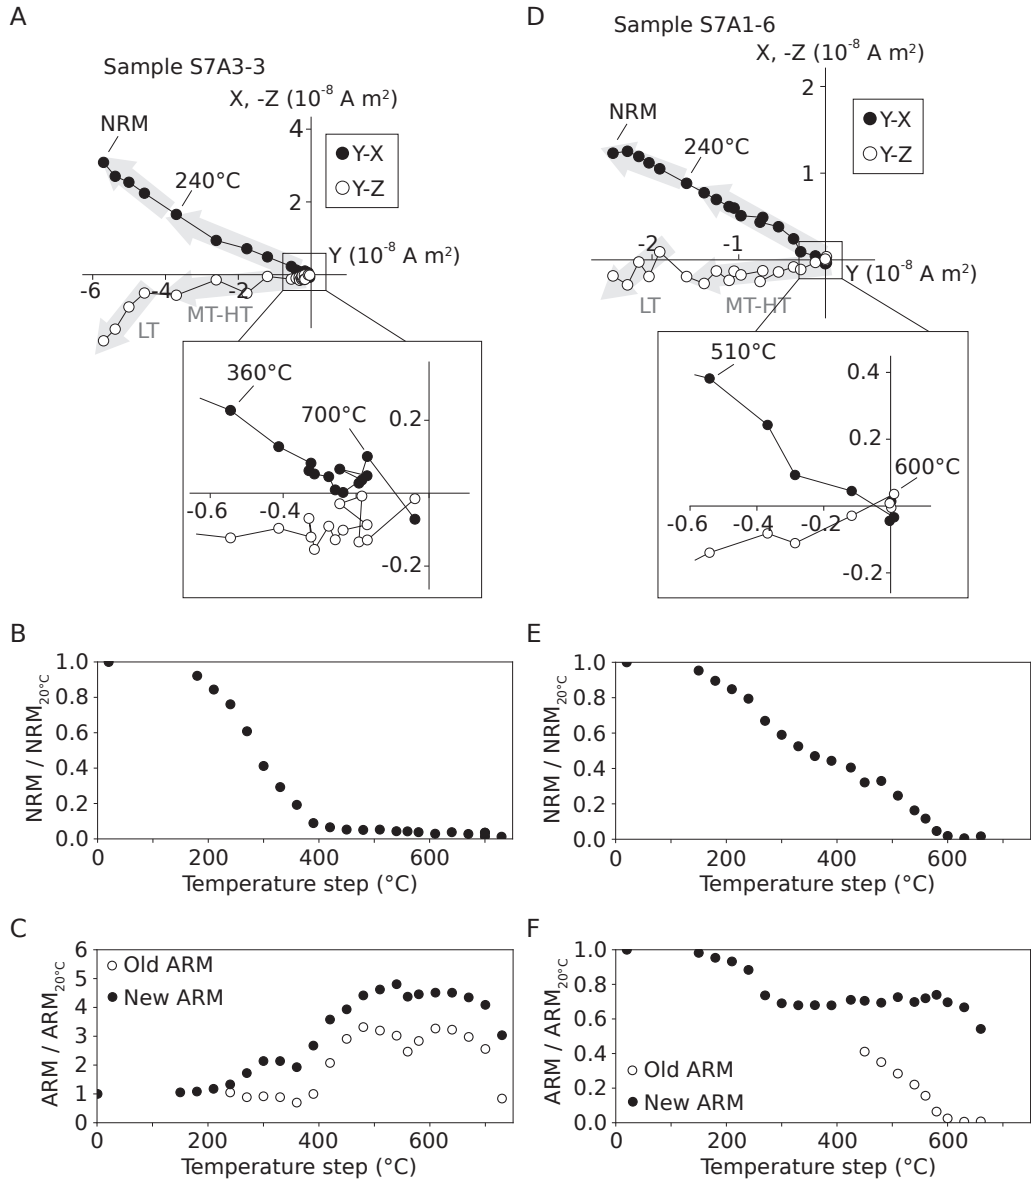 A
Sample S7A3-3
X, -Z (10⁻⁸ A m²)
NRM
4
240°C
2
Y-X
Y-Z
Y (10⁻⁸ A m²)
-6
-4
-2
LT
MT-HT
360°C
700°C
0.2
-0.6
-0.4
-0.2
D
Sample S7A1-6
X, -Z (10⁻⁸ A m²)
2
NRM
240°C
1
Y-X
Y-Z
-2
-1
Y (10⁻⁸ A m²)
LT
MT-HT
510°C
0.4
0.2
600°C
-0.6
-0.4
-0.2
-0.2
B
NRM / NRM20°C
1.0
0.8
0.6
0.4
0.2
0.0
0
200
400
600
Temperature step (°C)
E
NRM / NRM20°C
1.0
0.8
0.6
0.4
0.2
0.0
0
200
400
600
Temperature step (°C)
C
ARM / ARM20°C
6
5
4
3
2
1
0
Old ARM
New ARM
0
200
400
600
Temperature step (°C)
F
ARM / ARM20°C
1.0
0.8
0.6
0.4
0.2
0.0
Old ARM
New ARM
0
200
400
600
Temperature step (°C)